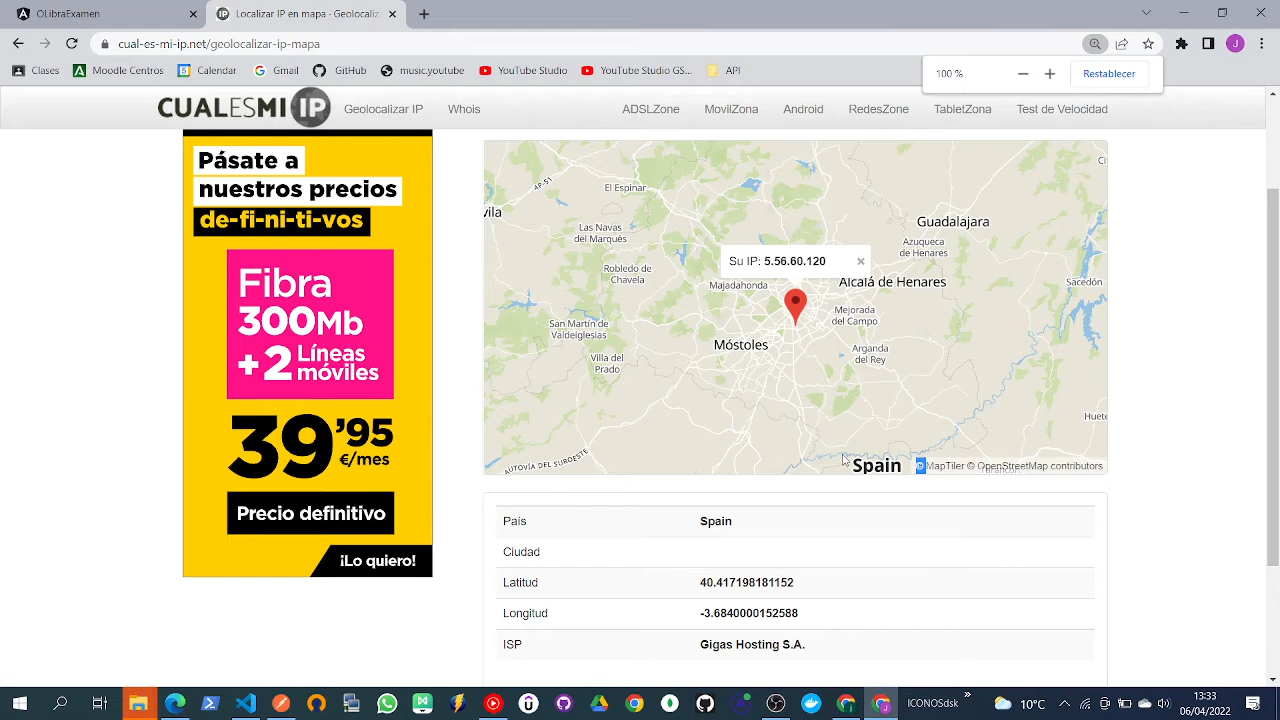 OLibraExamen
Localizar IP en mapa - Geolocaliz
cual-es-mi-ip.net/geolocalizar-ip-mapa
Clases
Moodle Centros
Calendar
Gmail
GitHub
musicyoutube
YouTube Studio
YouTube Studio GS...
API
100 %
Restablecer
CUALESMI IP
Geolocalizar IP
Whois
ADSLZone
MovilZona
Android
RedesZone
TabletZona
Test de Velocidad
Pásate a
nuestros precios
de-fi-ni-ti-vos
Fibra
300Mb
+2 Líneas móviles
39'95
€/mes
Precio definitivo
¡Lo quiero!
AP-51
El Espinar
vila
Las Navas
del Marqués
Guadalajara
Azuqueca
de Henares
Su IP: 5.56.60.120
Robledo de
Chavela
Majadahonda
Alcalá de Henares
Sacedón
San Martín de
Valdeiglesias
Mejorada
del Campo
Móstoles
Villa del
Prado
Arganda
del Rey
Huete
AUTOVÍA DEL SUROESTE
Spain
© MapTiler © OpenStreetMap contributors
País Spain
Ciudad
Latitud 40.417198181152
Longitud -3.6840000152588
ISP Gigas Hosting S.A.
ICONOSdsk
10°C
13:33
06/04/2022